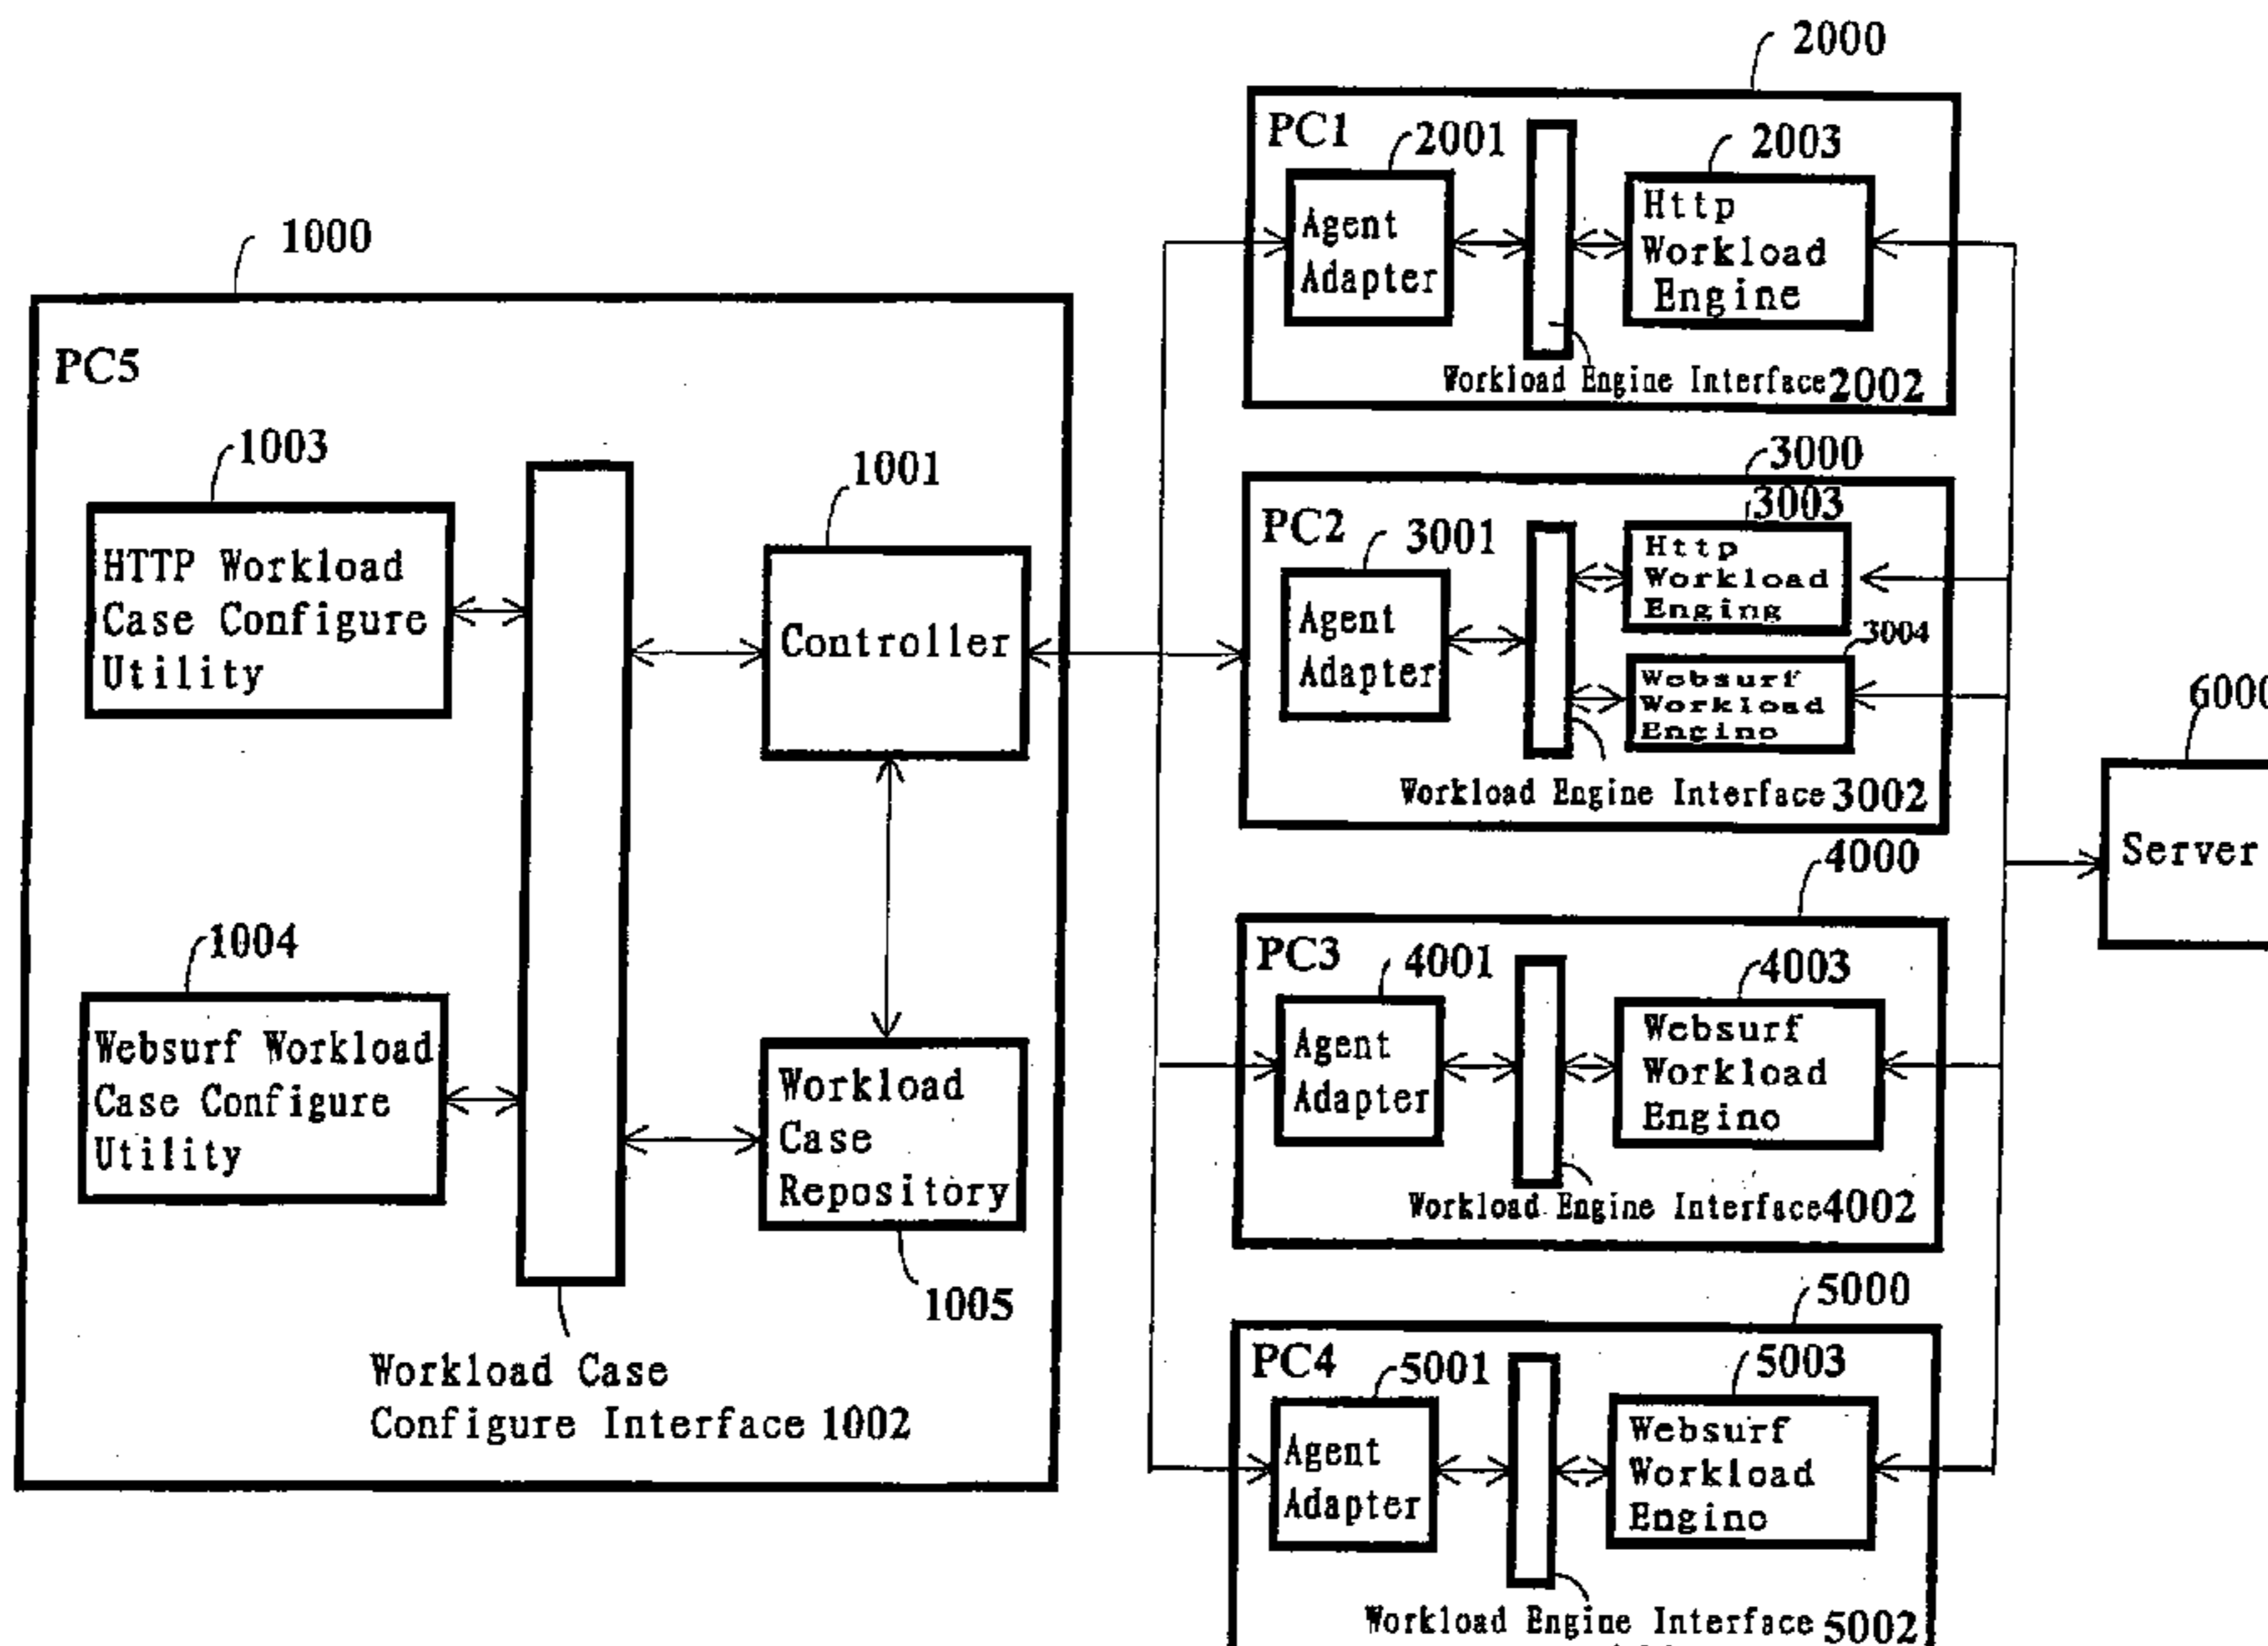 1000
PC5
1003
HTTP Workload
Case Configure
Utility
1001
Controller
1004
Websurf Workload
Case Configure
Utility
Workload
Case
Repository
1005
Workload Case
Configure Interface 1002
2000
PC1
2001
Agent
Adapter
2003
Http
Workload
Engine
Workload Engine Interface 2002
3000
PC2
3001
Agent
Adapter
3003
Http
Workload
Enging
3004
Websurf
Workload
Engino
Workload Engine Interface 3002
4000
PC3
4001
Agent
Adapter
4003
Websurf
Workload
Engino
Workload Engine Interface 4002
5000
PC4
5001
Agent
Adapter
5003
Websurf
Workload
Engino
Workload Engine Interface 5002
6000
Server